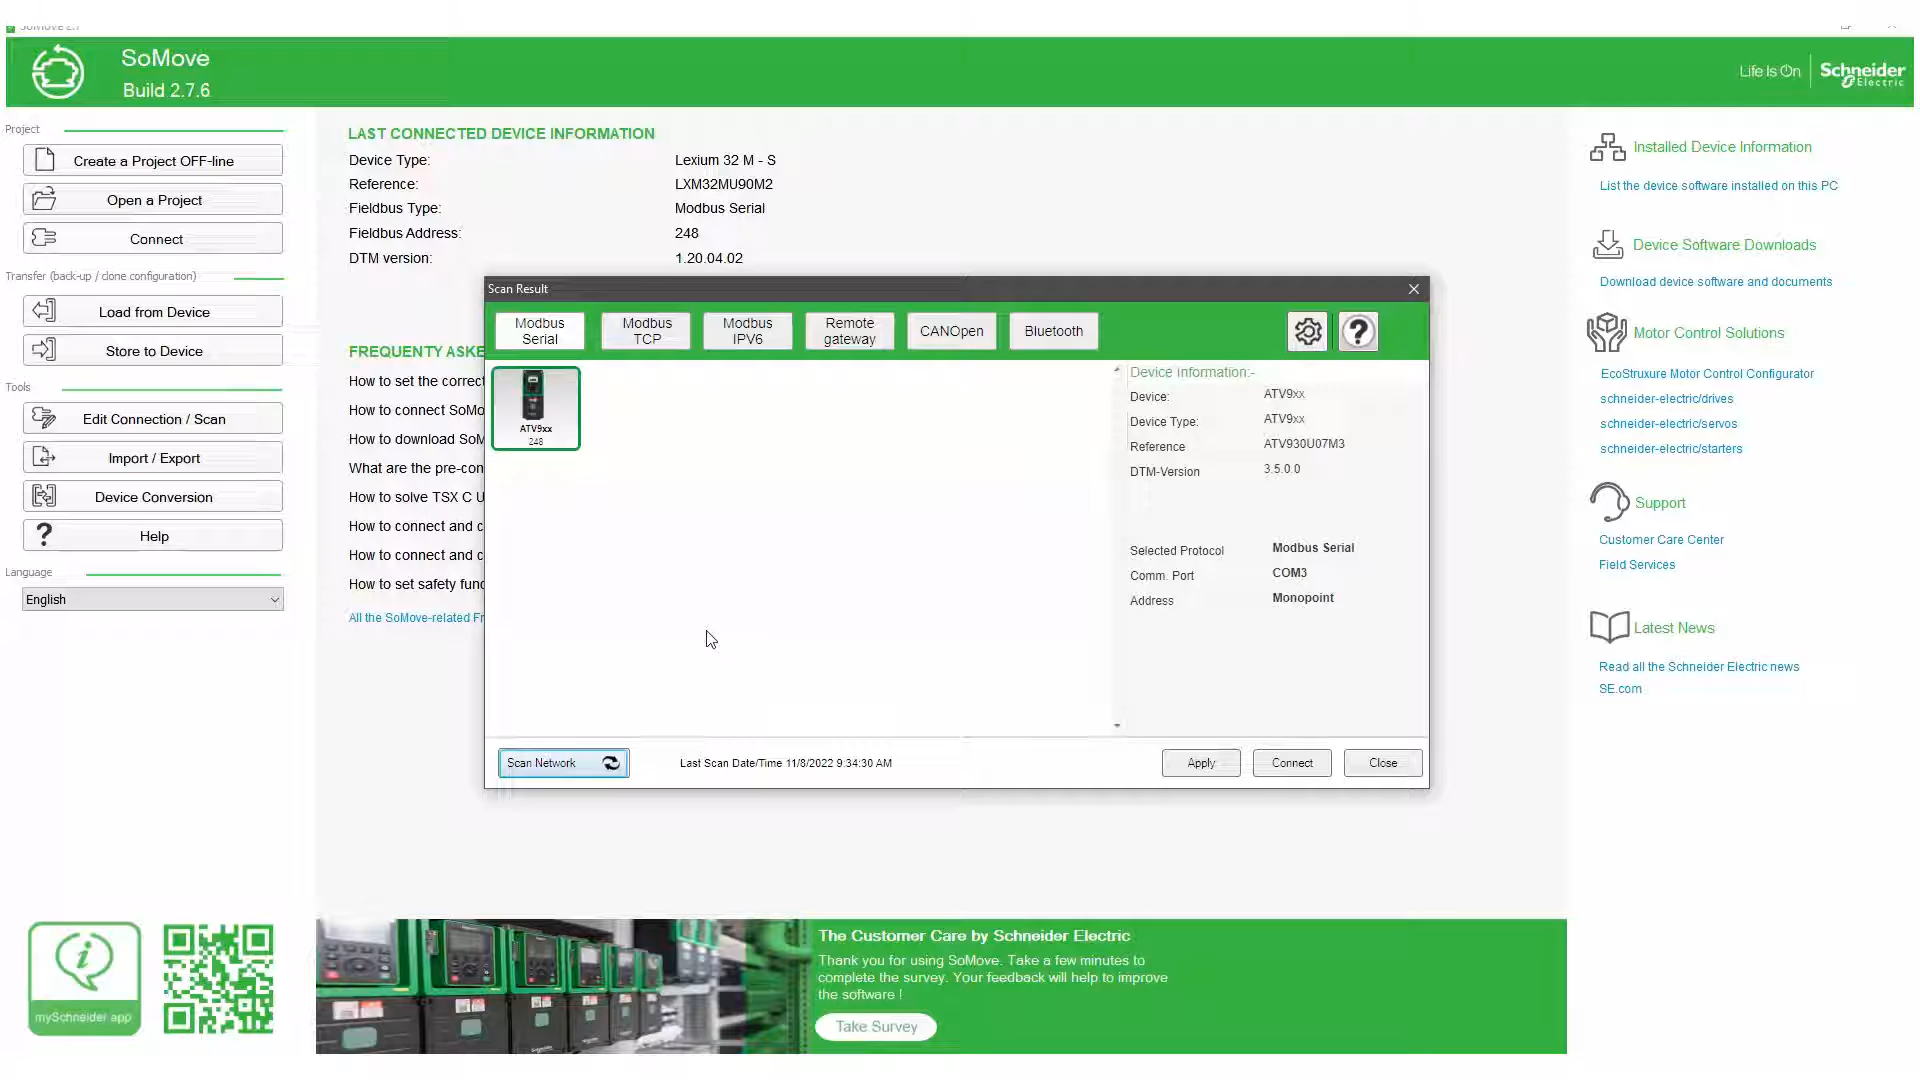 SoMove 2.7
SoMove
Build 2.7.6
Life Is On
Schneider
Electric
Project
Create a Project OFF-line
Open a Project
Connect
Transfer (back-up / clone configuration)
Load from Device
Store to Device
Tools
Edit Connection / Scan
Import / Export
Device Conversion
Help
Language
English
mySchneider app
LAST CONNECTED DEVICE INFORMATION
Device Type: Lexium 32 M - S
Reference: LXM32MU90M2
Fieldbus Type: Modbus Serial
Fieldbus Address: 248
DTM version: 1.20.04.02
FREQUENTY ASKE
How to set the correct
How to connect SoMo
How to download SoM
What are the pre-con
How to solve TSX C U
How to connect and c
How to connect and c
How to set safety func
All the SoMove-related Fr
Scan Result
Modbus
Serial
Modbus
TCP
Modbus
IPV6
Remote
gateway
CANOpen
Bluetooth
ATV9xx
248
Device Information:-
Device: ATV9xx
Device Type: ATV9xx
Reference ATV930U07M3
DTM-Version 3.5.0.0
Selected Protocol Modbus Serial
Comm. Port COM3
Address Monopoint
Scan Network
Last Scan Date/Time 11/8/2022 9:34:30 AM
Apply
Connect
Close
The Customer Care by Schneider Electric
Thank you for using SoMove. Take a few minutes to
complete the survey. Your feedback will help to improve
the software !
Take Survey
Installed Device Information
List the device software installed on this PC
Device Software Downloads
Download device software and documents
Motor Control Solutions
EcoStruxure Motor Control Configurator
schneider-electric/drives
schneider-electric/servos
schneider-electric/starters
Support
Customer Care Center
Field Services
Latest News
Read all the Schneider Electric news
SE.com